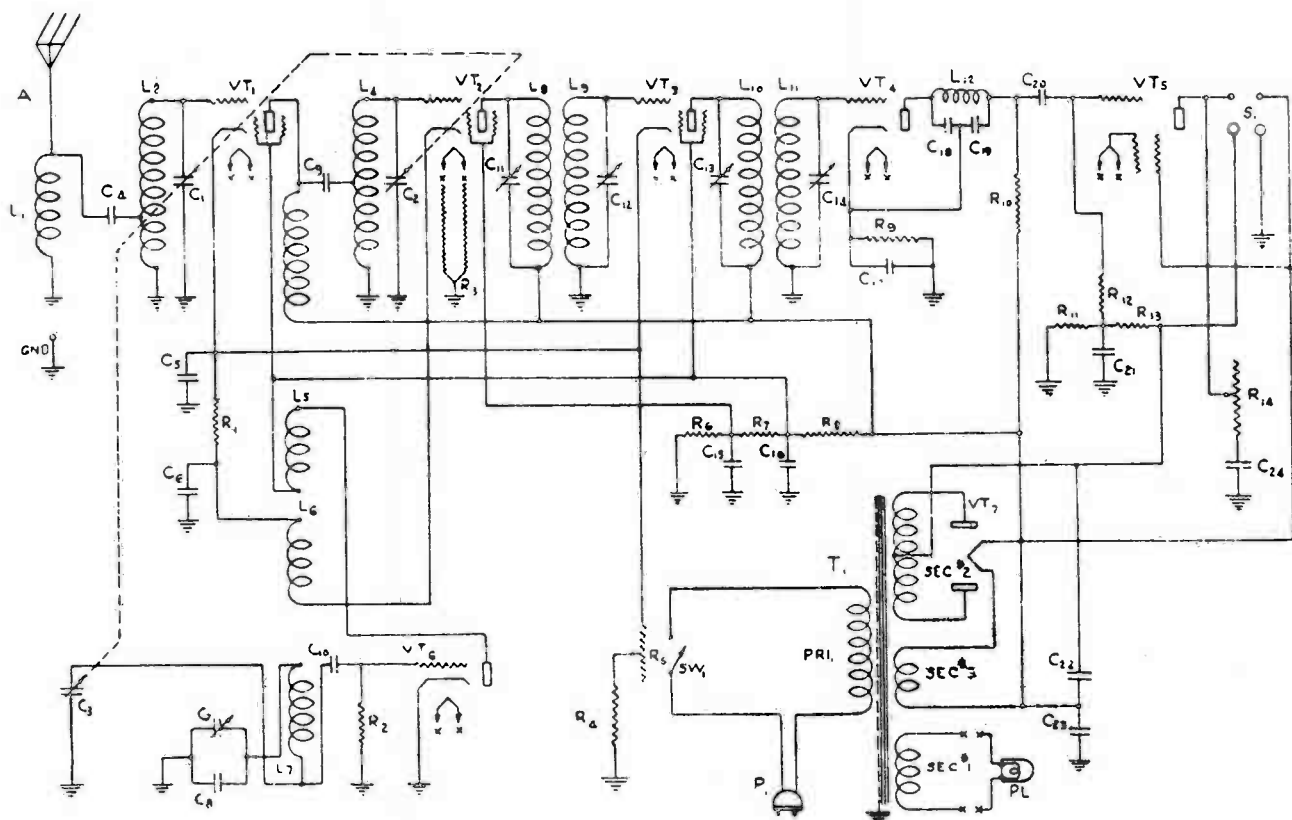 A
L1
GND
C4
L2
C1
VT1
C9
L4
C2
VT2
R3
C11
L8
L9
C12
VT3
C13
L10
L11
C14
VT4
R9
L12
C18
C19
C20
R10
VT5
S1
R11
R12
R13
C21
R14
C24
C5
R1
C6
L5
L6
R6
R7
R8
C15
C16
T1
VT7
SEC #2
PRI.
SEC #3
C22
C23
SEC #1
PL
R5
SW1
R4
P1
C3
C8
L7
C10
R2
VT6
x x
x x
x x
x x
x x
x x
x x
x x